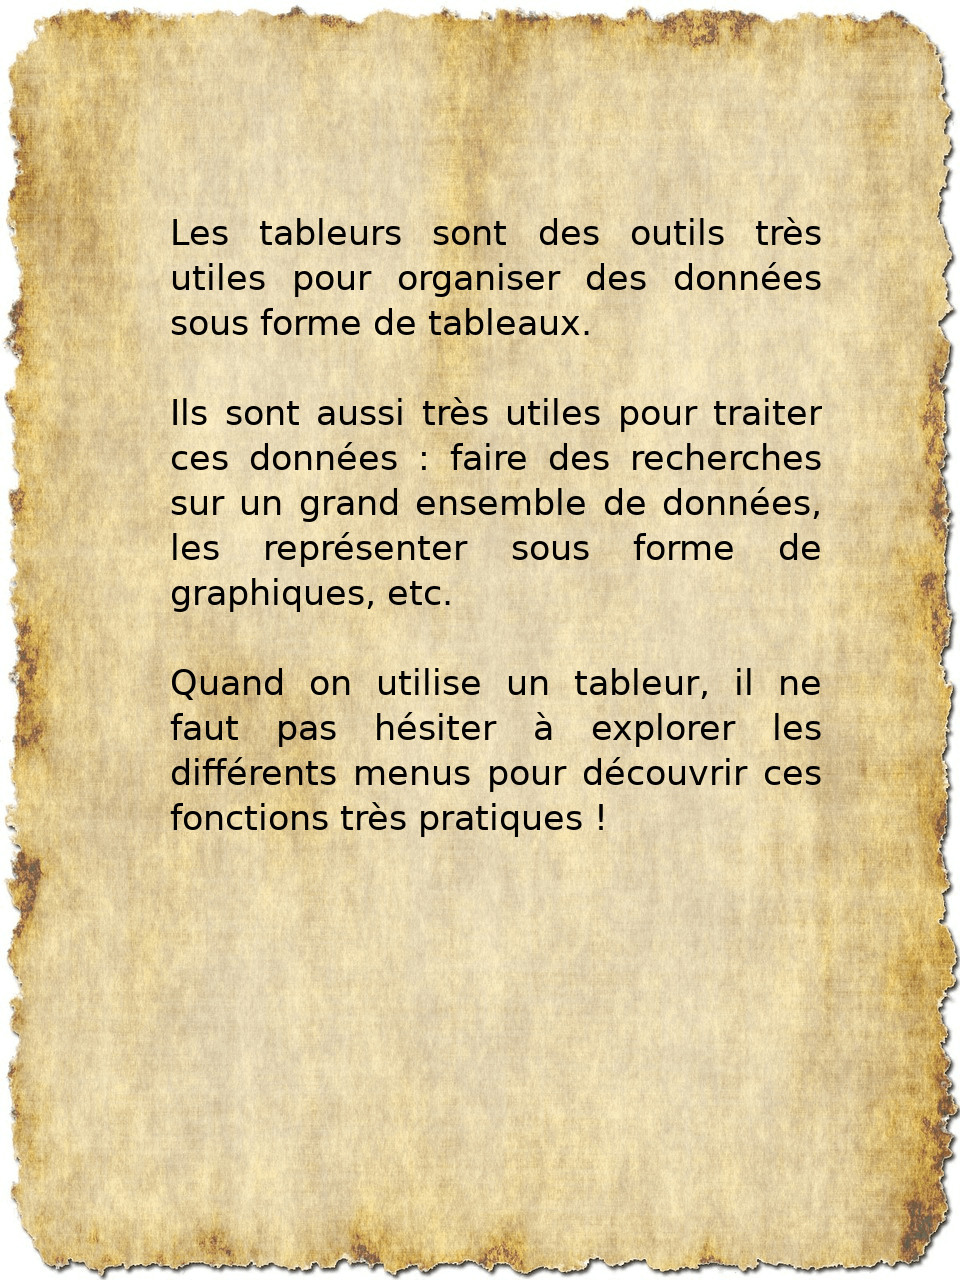 Les tableurs sont des outils très
utiles pour organiser des données
sous forme de tableaux.
Ils sont aussi très utiles pour traiter
ces données : faire des recherches
sur un grand ensemble de données,
les représenter sous forme de
graphiques, etc.
Quand on utilise un tableur, il ne
faut pas hésiter à explorer les
différents menus pour découvrir ces
fonctions très pratiques !